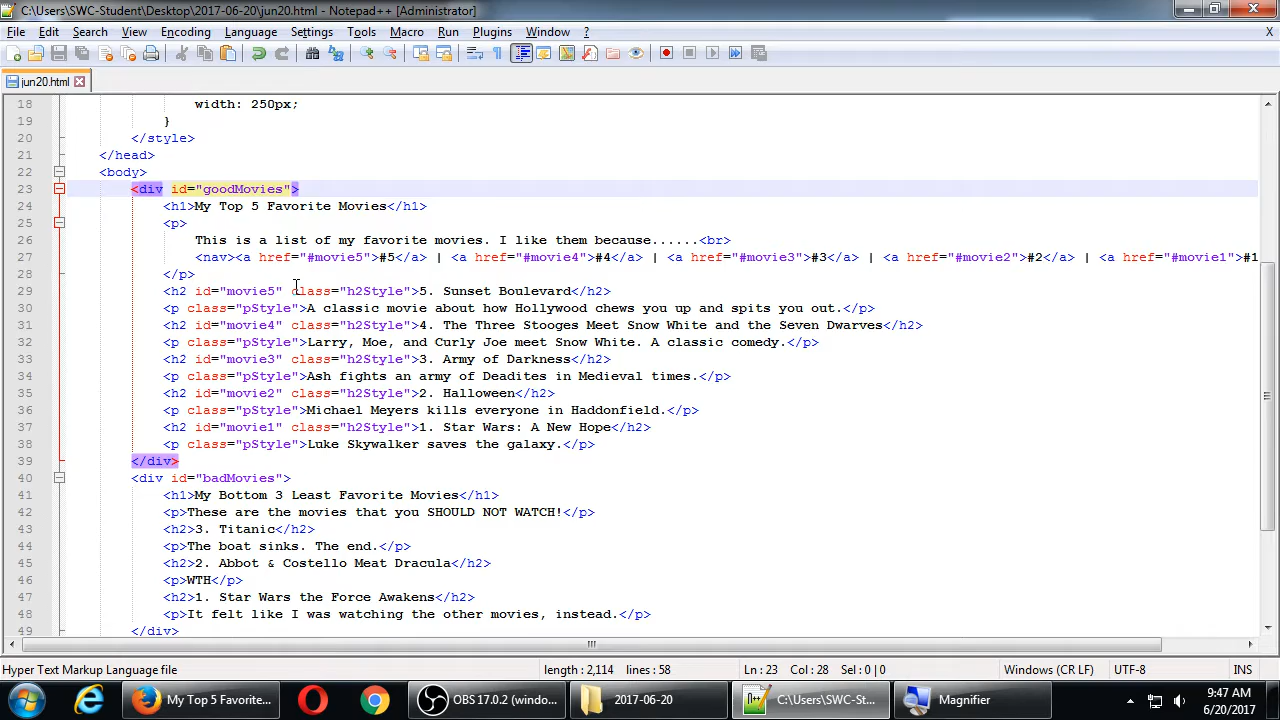 C:\Users\SWC-Student\Desktop\2017-06-20\jun20.html - Notepad++ [Administrator]
File Edit Search View Encoding Language Settings Tools Macro Run Plugins Window ? X
jun20.html
18 width: 250px;
19 }
20 </style>
21 </head>
22 <body>
23 <div id="goodMovies">
24 <h1>My Top 5 Favorite Movies</h1>
25 <p>
26 This is a list of my favorite movies. I like them because......<br>
27 <nav><a href="#movie5">#5</a> | <a href="#movie4">#4</a> | <a href="#movie3">#3</a> | <a href="#movie2">#2</a> | <a href="#movie1">#1
28 </p>
29 <h2 id="movie5" class="h2Style">5. Sunset Boulevard</h2>
30 <p class="pStyle">A classic movie about how Hollywood chews you up and spits you out.</p>
31 <h2 id="movie4" class="h2Style">4. The Three Stooges Meet Snow White and the Seven Dwarves</h2>
32 <p class="pStyle">Larry, Moe, and Curly Joe meet Snow White. A classic comedy.</p>
33 <h2 id="movie3" class="h2Style">3. Army of Darkness</h2>
34 <p class="pStyle">Ash fights an army of Deadites in Medieval times.</p>
35 <h2 id="movie2" class="h2Style">2. Halloween</h2>
36 <p class="pStyle">Michael Meyers kills everyone in Haddonfield.</p>
37 <h2 id="movie1" class="h2Style">1. Star Wars: A New Hope</h2>
38 <p class="pStyle">Luke Skywalker saves the galaxy.</p>
39 </div>
40 <div id="badMovies">
41 <h1>My Bottom 3 Least Favorite Movies</h1>
42 <p>These are the movies that you SHOULD NOT WATCH!</p>
43 <h2>3. Titanic</h2>
44 <p>The boat sinks. The end.</p>
45 <h2>2. Abbot & Costello Meat Dracula</h2>
46 <p>WTH</p>
47 <h2>1. Star Wars the Force Awakens</h2>
48 <p>It felt like I was watching the other movies, instead.</p>
49 </div>
Hyper Text Markup Language file length : 2,114 lines : 58 Ln : 23 Col : 28 Sel : 0 | 0 Windows (CR LF) UTF-8 INS
My Top 5 Favorite... OBS 17.0.2 (windo... 2017-06-20 C:\Users\SWC-St... Magnifier 9:47 AM
6/20/2017